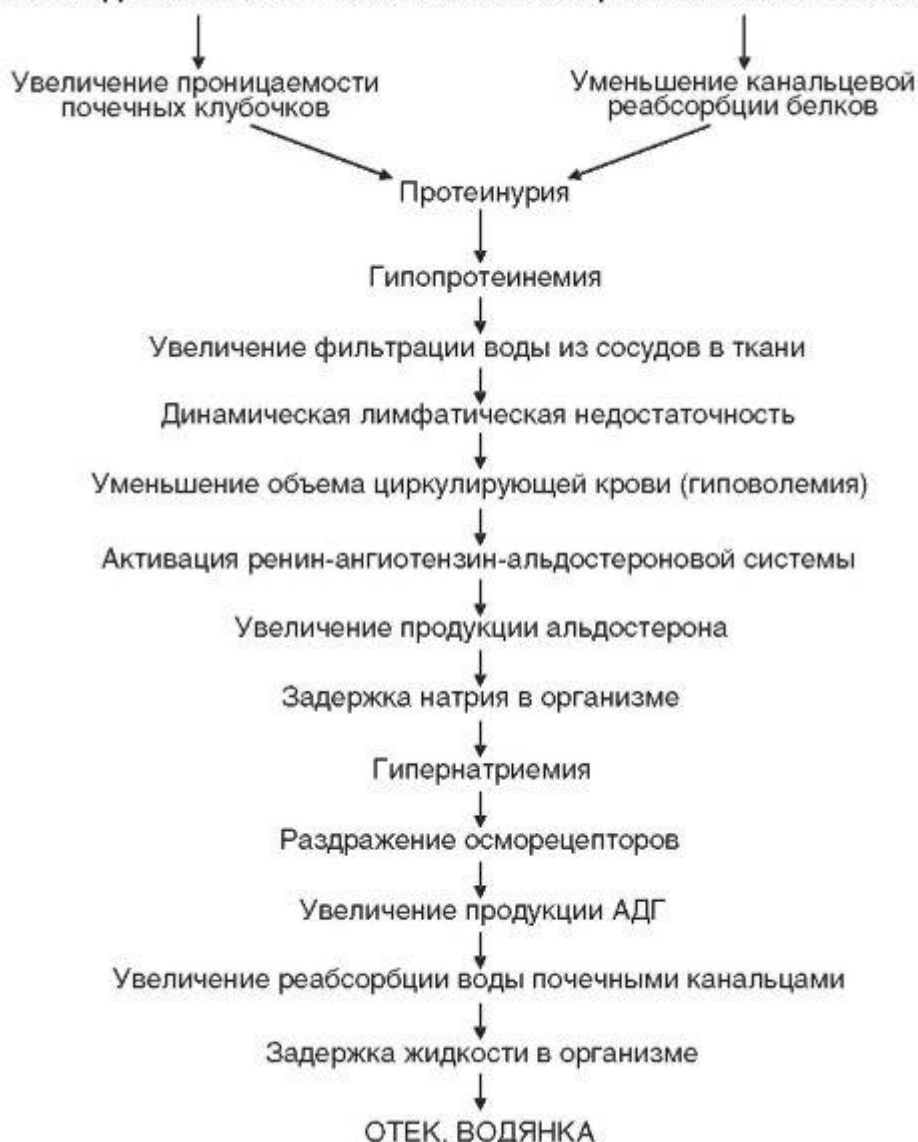 Увеличение проницаемости
почечных клубочков
Уменьшение канальцевой
реабсорбции белков
Протеинурия
Гипопротеинемия
Увеличение фильтрации воды из сосудов в ткани
Динамическая лимфатическая недостаточность
Уменьшение объема циркулирующей крови (гиповолемия)
Активация ренин-ангиотензин-альдостероновой системы
Увеличение продукции альдостерона
Задержка натрия в организме
Гипернатриемия
Раздражение осморецепторов
Увеличение продукции АДГ
Увеличение реабсорбции воды почечными канальцами
Задержка жидкости в организме
ОТЕК, ВОДЯНКА